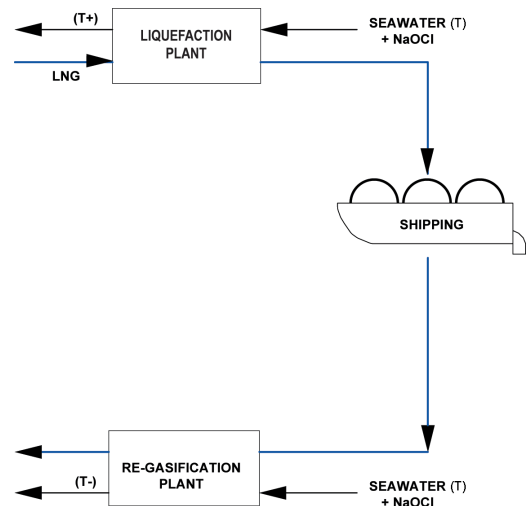 (T+)
LIQUEFACTION
PLANT
SEAWATER (T)
+ NaOCl
LNG
SHIPPING
RE-GASIFICATION
PLANT
(T-)
SEAWATER (T)
+ NaOCl